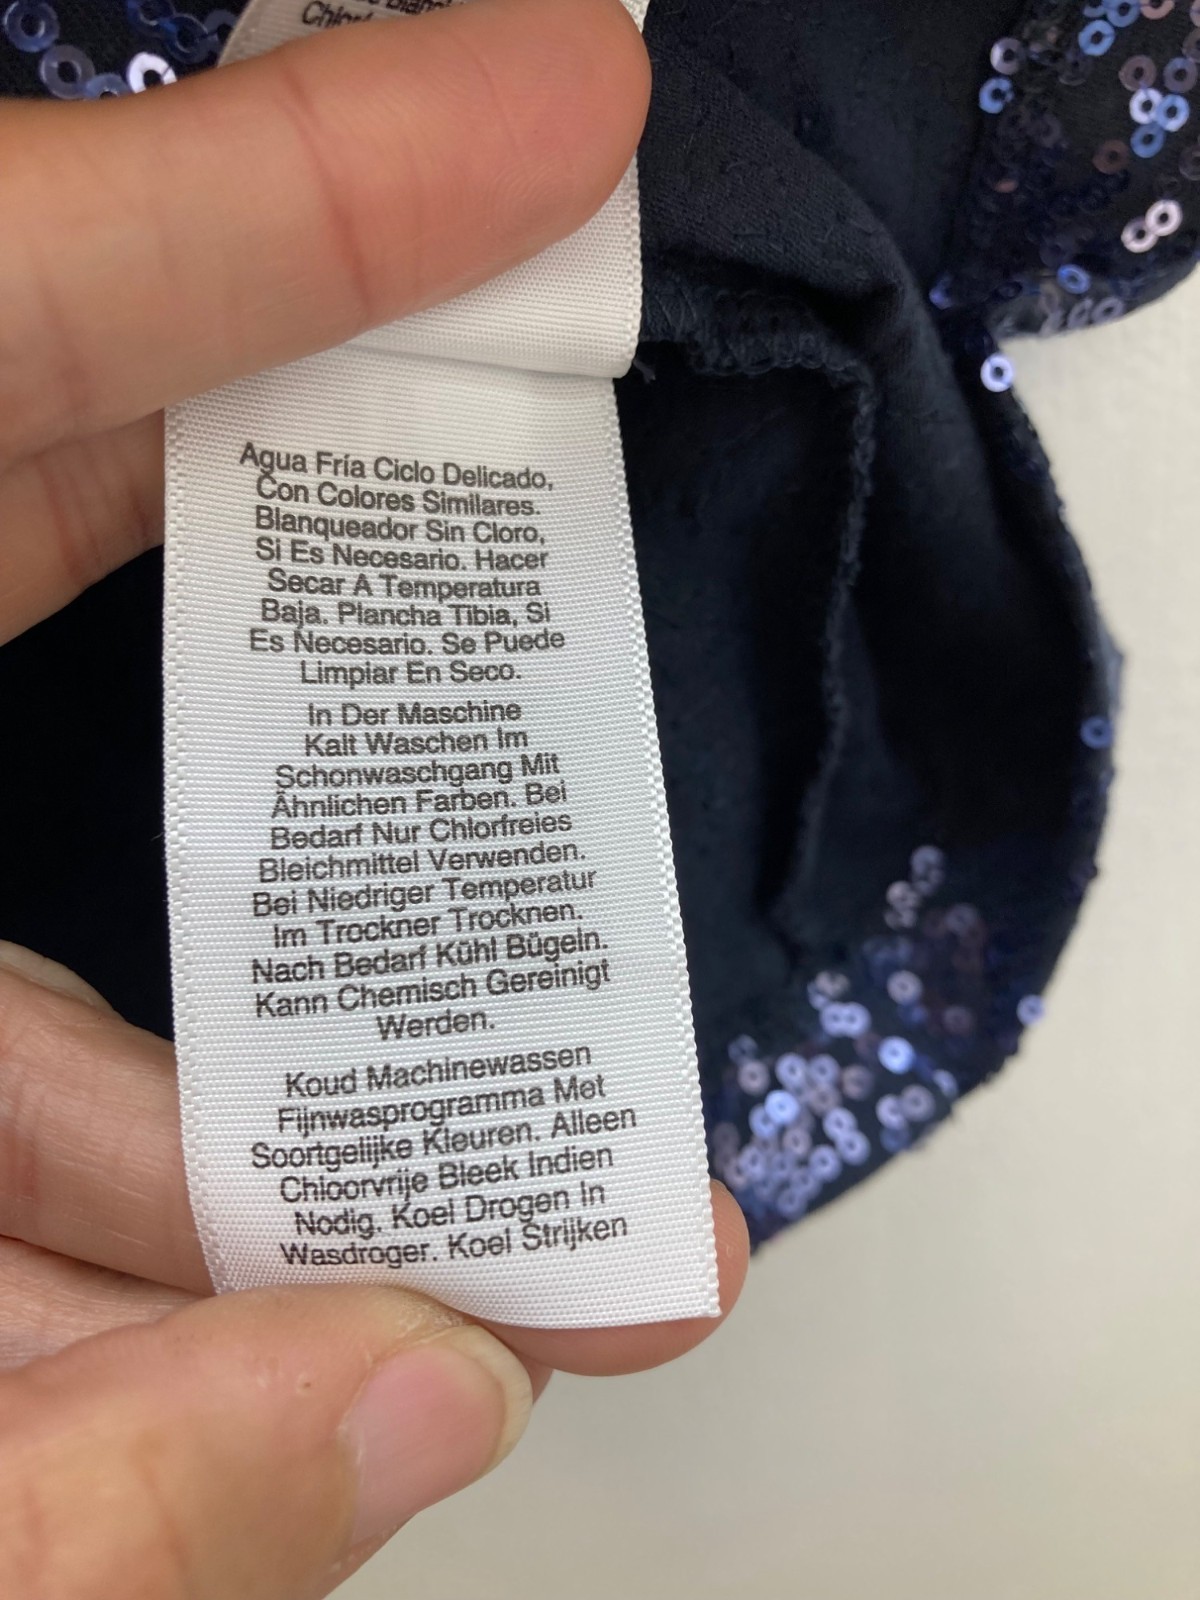 Agua Fría Ciclo Delicado,
Con Colores Similares.
Blanqueador Sin Cloro,
Si Es Necesario. Hacer
Secar A Temperatura
Baja. Plancha Tibia, Si
Es Necesario. Se Puede
Limpiar En Seco.
In Der Maschine
Kalt Waschen Im
Schonwaschgang Mit
Ähnlichen Farben. Bei
Bedarf Nur Chlorfreies
Bleichmittel Verwenden.
Bei Niedriger Temperatur
Im Trockner Trocknen.
Nach Bedarf Kühl Bügeln.
Kann Chemisch Gereinigt
Werden.
Koud Machinewassen
Fijnwasprogramma Met
Soortgelijke Kleuren. Alleen
Chloorvrije Bleek Indien
Nodig. Koel Drogen In
Wasdroger. Koel Strijken